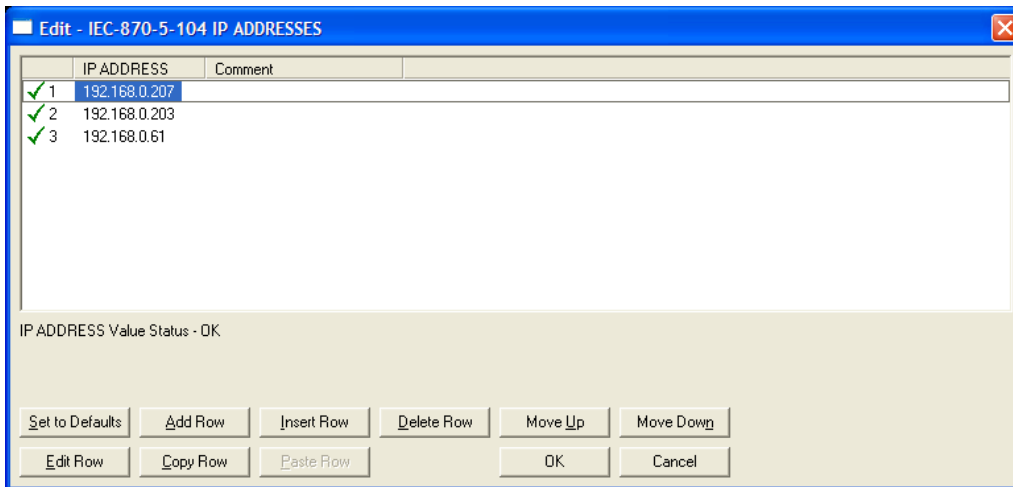 Edit - IEC-870-5-104 IP ADDRESSES
IP ADDRESS Comment
1 192.168.0.207
2 192.168.0.203
3 192.168.0.61
IP ADDRESS Value Status - OK
Set to Defaults Add Row Insert Row Delete Row Move Up Move Down
Edit Row Copy Row Paste Row OK Cancel